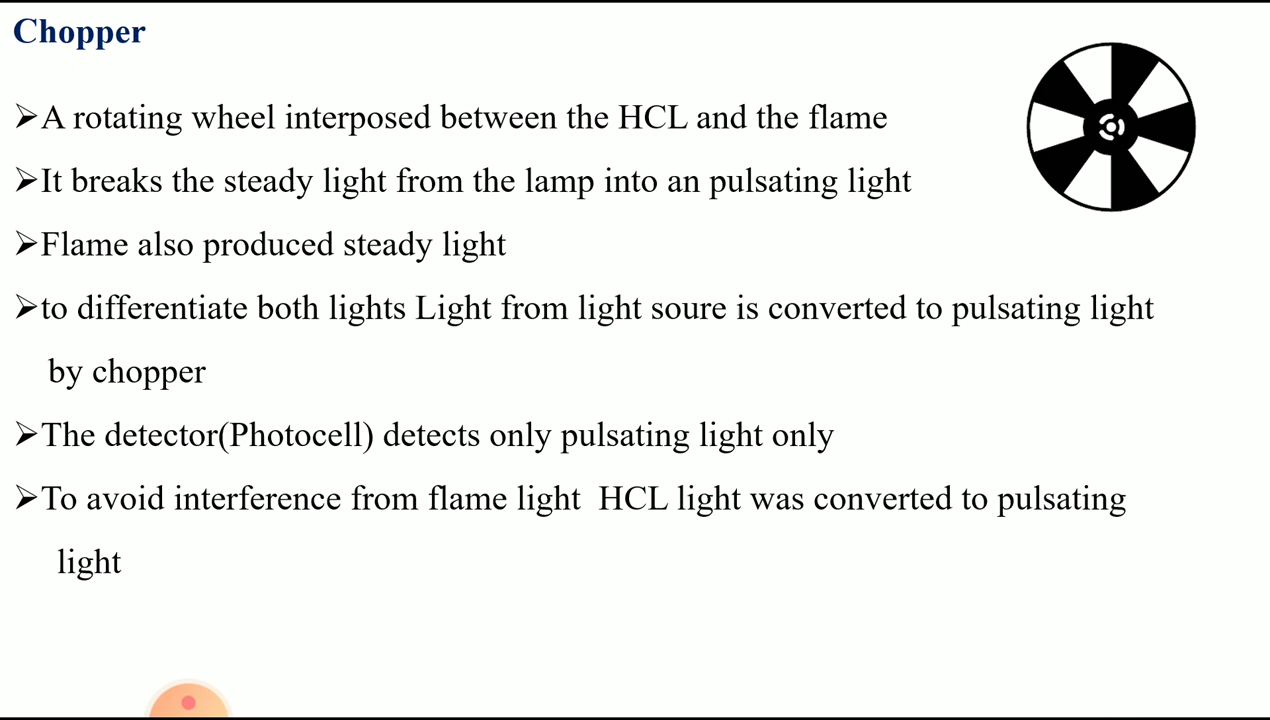 Chopper
➢A rotating wheel interposed between the HCL and the flame
➢It breaks the steady light from the lamp into an pulsating light
➢Flame also produced steady light
➢to differentiate both lights Light from light soure is converted to pulsating light
by chopper
➢The detector(Photocell) detects only pulsating light only
➢To avoid interference from flame light HCL light was converted to pulsating
light